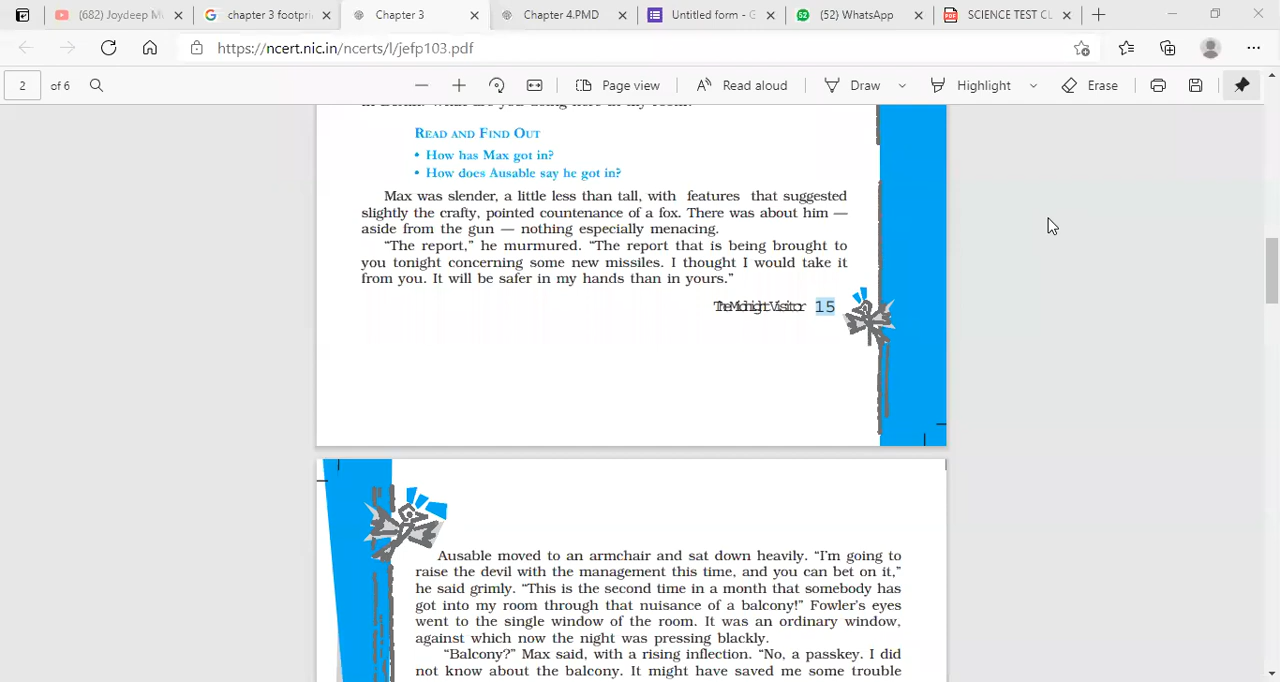 (682) Joydeep M
chapter 3 footpri
Chapter 3
Chapter 4.PMD
Untitled form - G
(52) WhatsApp
SCIENCE TEST CL
https://ncert.nic.in/ncerts/l/jefp103.pdf
2 of 6
Page view
Read aloud
Draw
Highlight
Erase
READ AND FIND OUT
• How has Max got in?
• How does Ausable say he got in?
Max was slender, a little less than tall, with features that suggested
slightly the crafty, pointed countenance of a fox. There was about him —
aside from the gun — nothing especially menacing.
“The report,” he murmured. “The report that is being brought to
you tonight concerning some new missiles. I thought I would take it
from you. It will be safer in my hands than in yours.”
The Midnight Visitor 15
Ausable moved to an armchair and sat down heavily. “I'm going to
raise the devil with the management this time, and you can bet on it,”
he said grimly. “This is the second time in a month that somebody has
got into my room through that nuisance of a balcony!” Fowler's eyes
went to the single window of the room. It was an ordinary window,
against which now the night was pressing blackly.
“Balcony?” Max said, with a rising inflection. “No, a passkey. I did
not know about the balcony. It might have saved me some trouble